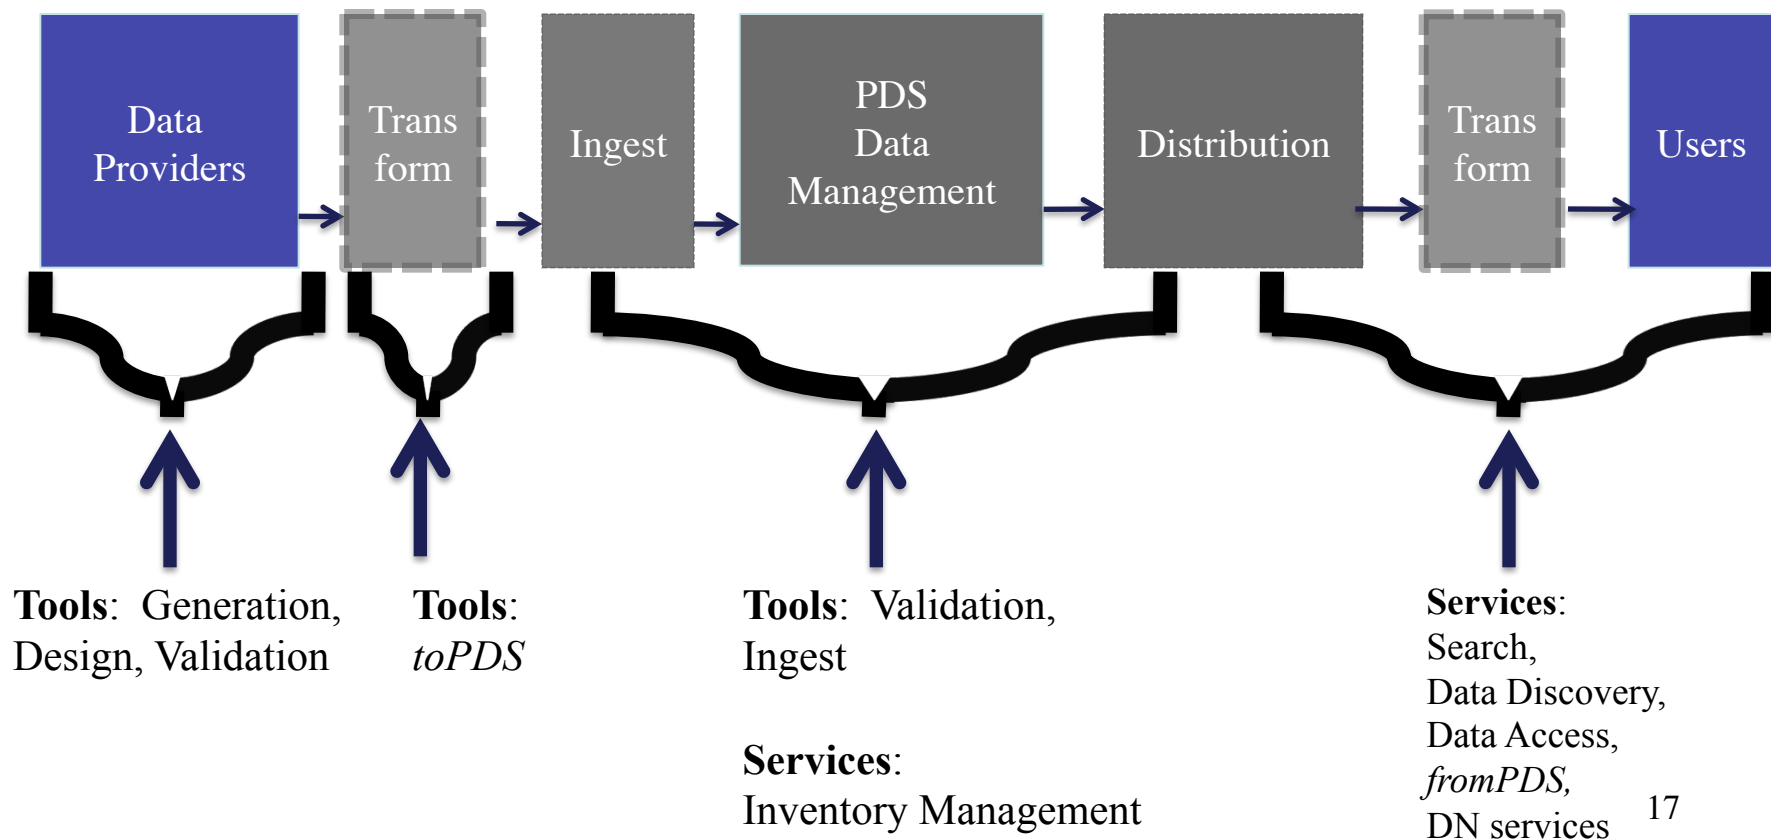 Data
Providers
Trans
form
Ingest
PDS
Data
Management
Distribution
Trans
form
Users
Tools: Generation,
Design, Validation
Tools:
toPDS
Tools: Validation,
Ingest
Services:
Inventory Management
Services:
Search,
Data Discovery,
Data Access,
fromPDS,
DN services
17